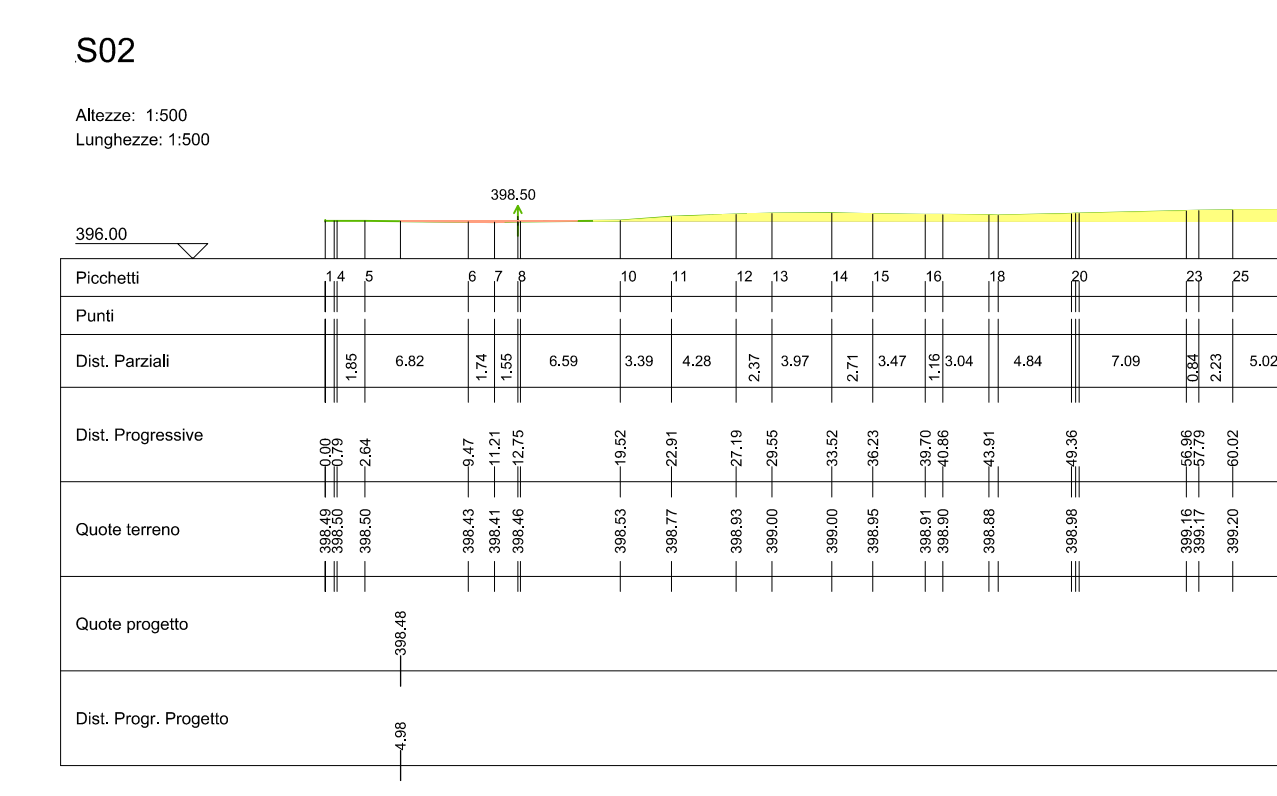 S02
Altezze: 1:500
Lunghezze: 1:500
398.50
396.00
Picchetti 1 4 5 6 7 8 10 11 12 13 14 15 16 18 20 23 25
Punti
Dist. Parziali 1.85 6.82 1.74 1.55 6.59 3.39 4.28 2.37 3.97 2.71 3.47 1.16 3.04 4.84 7.09 0.84 2.23 5.02
Dist. Progressive 0.00 0.79 2.64 9.47 11.21 12.75 19.52 22.91 27.19 29.55 33.52 36.23 39.70 40.86 43.91 49.36 56.96 57.79 60.02
Quote terreno 398.49 398.50 398.50 398.43 398.41 398.46 398.53 398.77 398.93 399.00 399.00 398.95 398.91 398.90 398.88 398.98 399.16 399.17 399.20
Quote progetto 398.48
Dist. Progr. Progetto 4.98